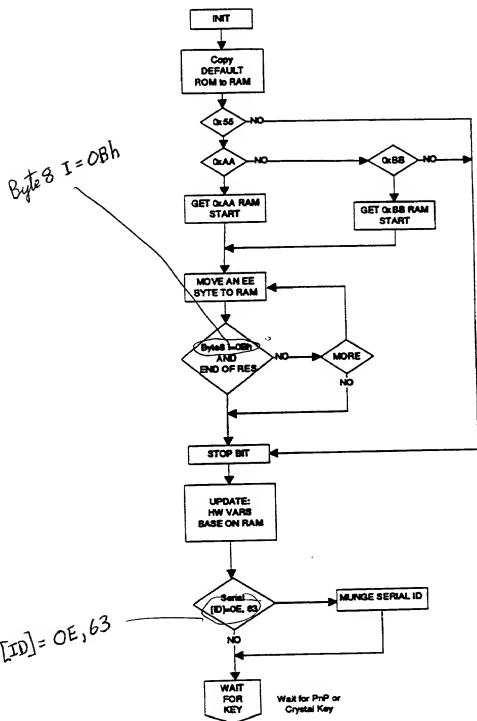 INIT
Copy
DEFAULT
ROM to RAM
0x55
NO
0xAA
NO
0xBB
NO
GET 0xAA RAM
START
GET 0xBB RAM
START
Byte 8 I = 0Bh
MOVE AN EE
BYTE TO RAM
Byte8 I=0Bh
AND
END OF RES
NO
MORE
NO
STOP BIT
UPDATE:
HW VARS
BASE ON RAM
Serial
[ID]=0E, 63
MUNGE SERIAL ID
[ID] = 0E, 63
NO
WAIT
FOR
KEY
Wait for PnP or
Crystal Key